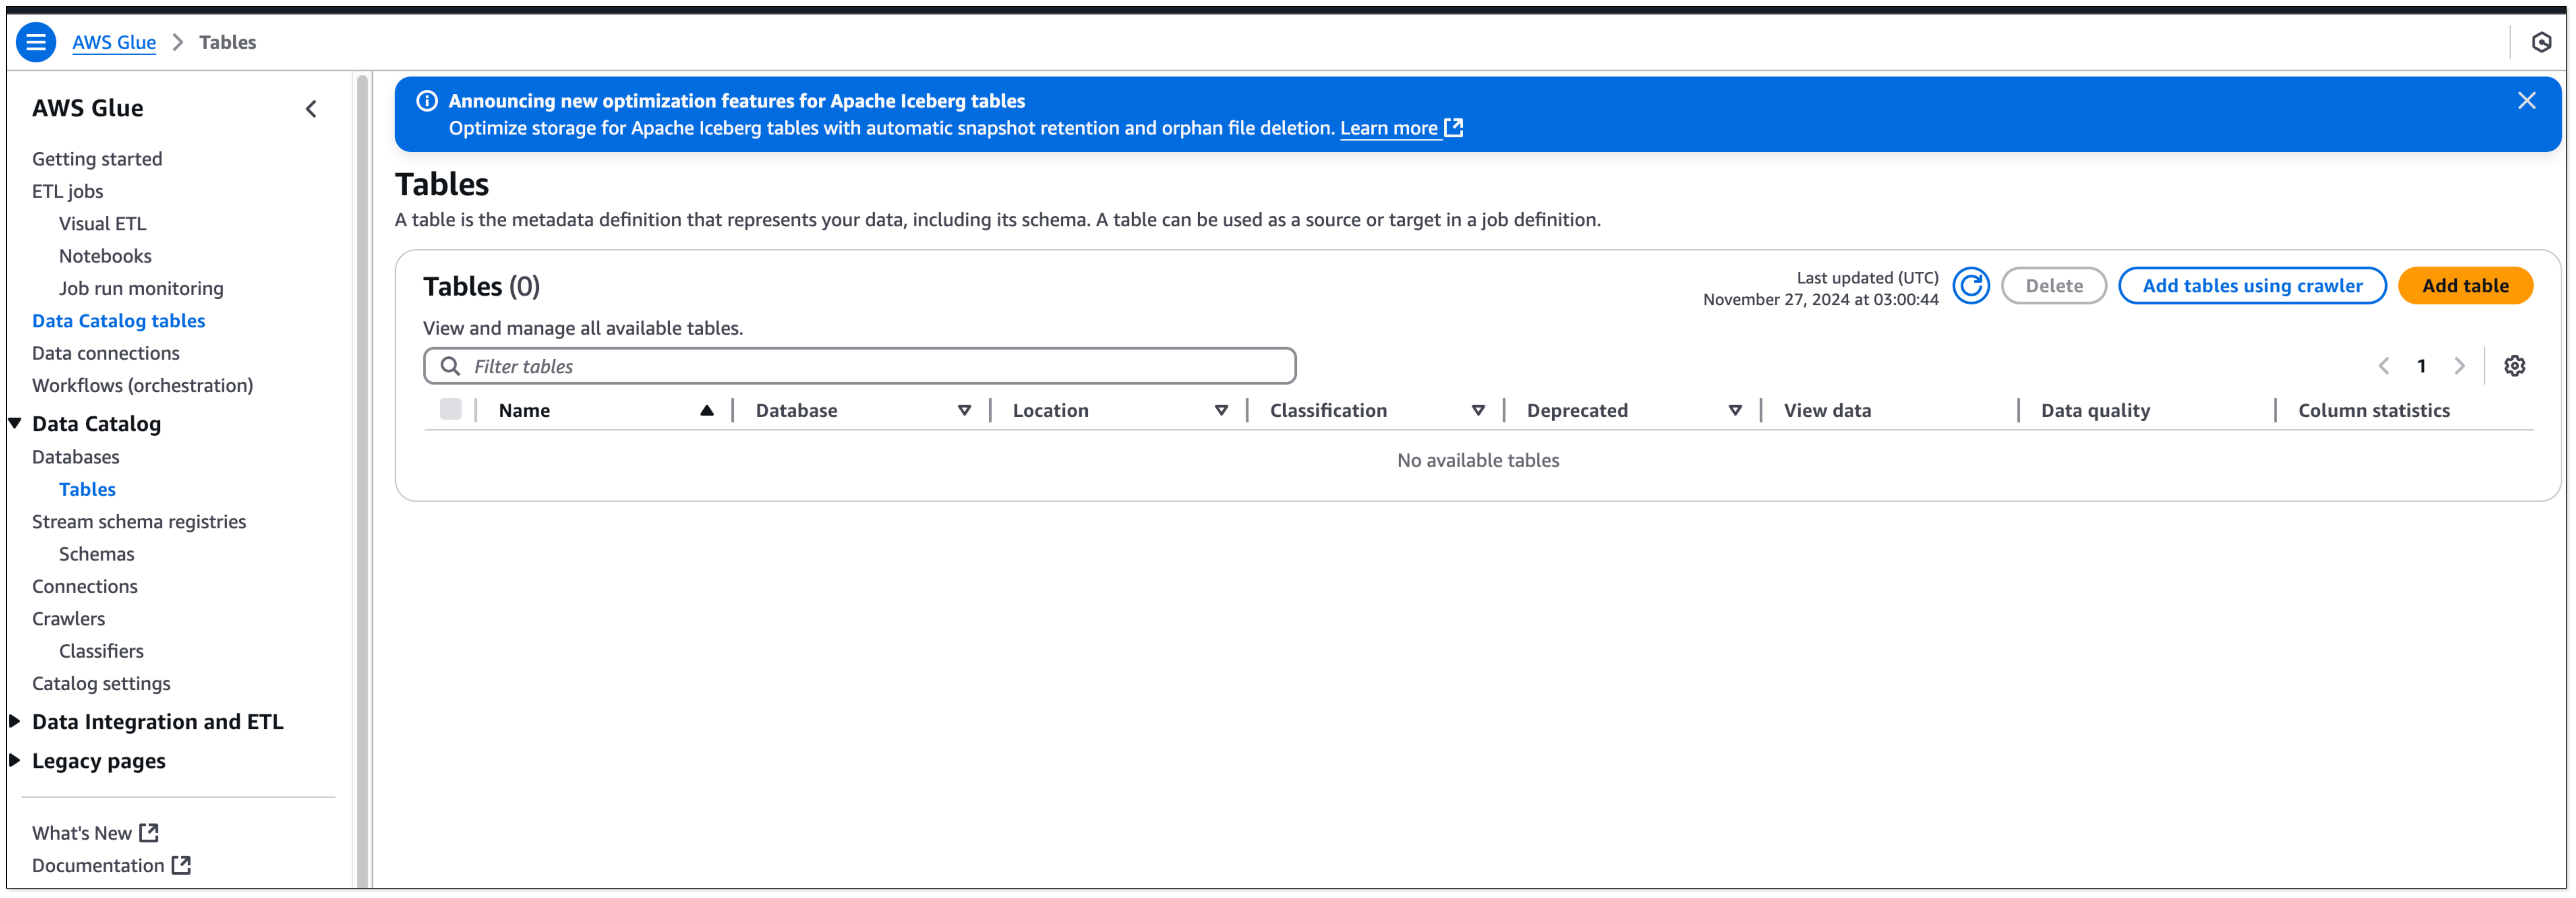 AWS Glue > Tables
AWS Glue
Getting started
ETL jobs
Visual ETL
Notebooks
Job run monitoring
Data Catalog tables
Data connections
Workflows (orchestration)
Data Catalog
Databases
Tables
Stream schema registries
Schemas
Connections
Crawlers
Classifiers
Catalog settings
Data Integration and ETL
Legacy pages
What's New
Documentation
Announcing new optimization features for Apache Iceberg tables
Optimize storage for Apache Iceberg tables with automatic snapshot retention and orphan file deletion. Learn more
Tables
A table is the metadata definition that represents your data, including its schema. A table can be used as a source or target in a job definition.
Tables (0)
Last updated (UTC)
November 27, 2024 at 03:00:44
Delete
Add tables using crawler
Add table
View and manage all available tables.
Filter tables
1
Name Database Location Classification Deprecated View data Data quality Column statistics
No available tables